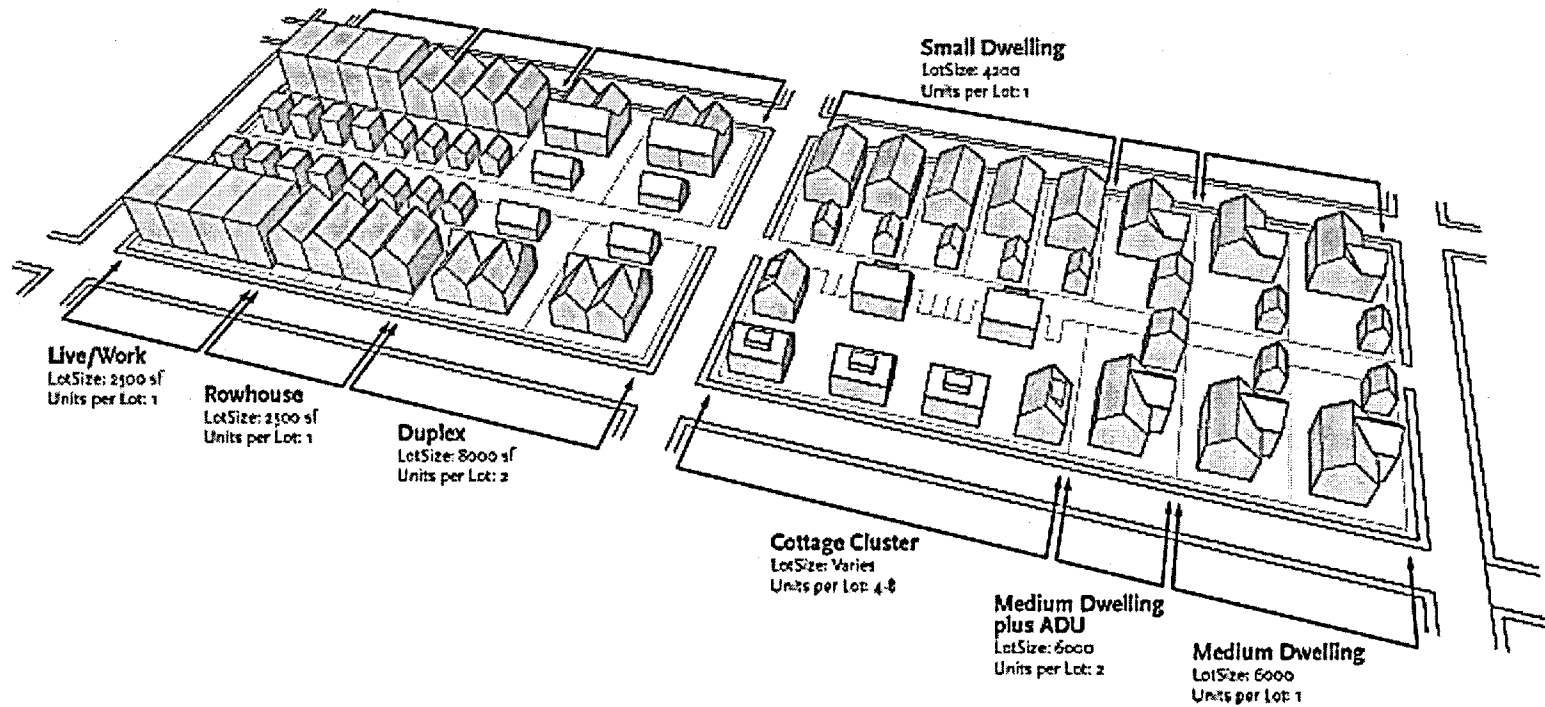 Small Dwelling
LotSize: 4200
Units per Lot: 1
Live/Work
LotSize: 2500 sf
Units per Lot: 1
Rowhouse
LotSize: 2500 sf
Units per Lot: 1
Duplex
LotSize: 8000 sf
Units per Lot: 2
Cottage Cluster
LotSize: Varies
Units per Lot: 4-8
Medium Dwelling
plus ADU
LotSize: 6000
Units per Lot: 2
Medium Dwelling
LotSize: 6000
Units per Lot: 1